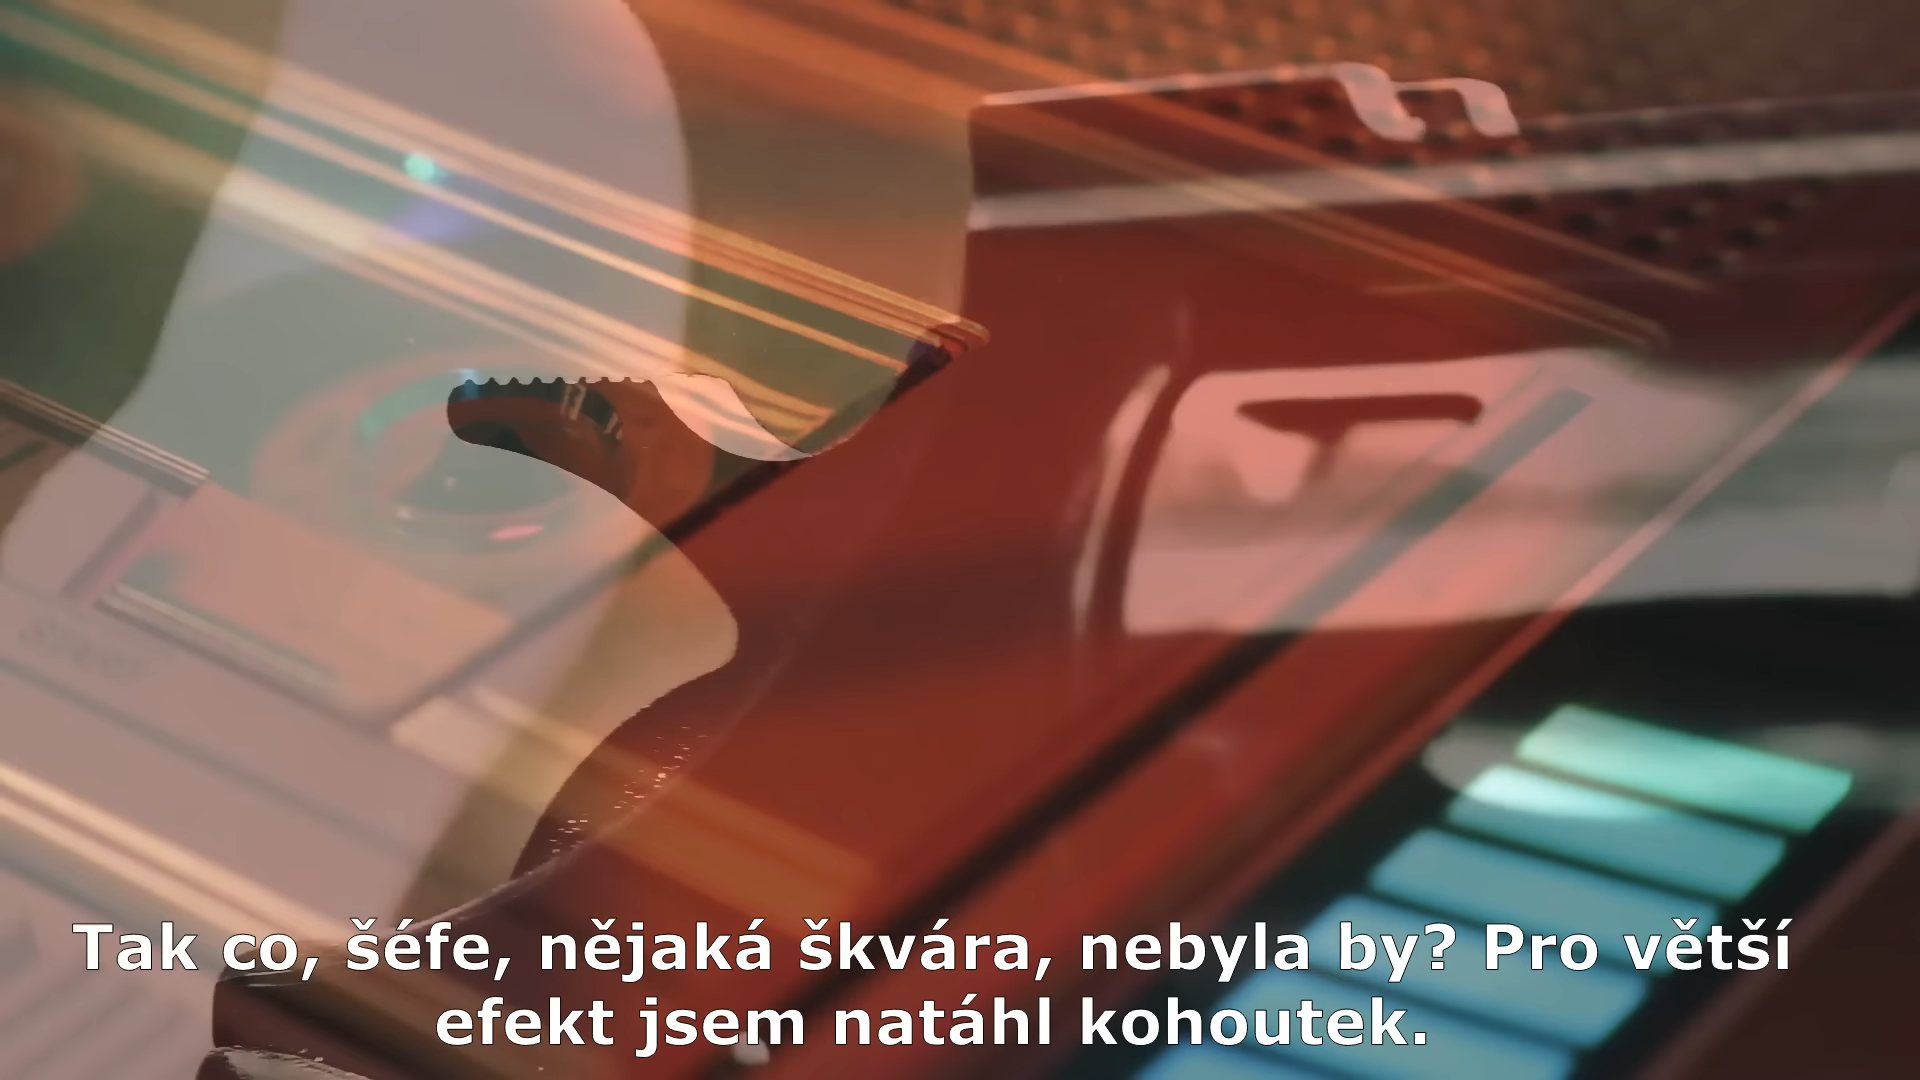 Tak co, šéfe, nějaká škvára, nebyla by? Pro větší
efekt jsem natáhl kohoutek.